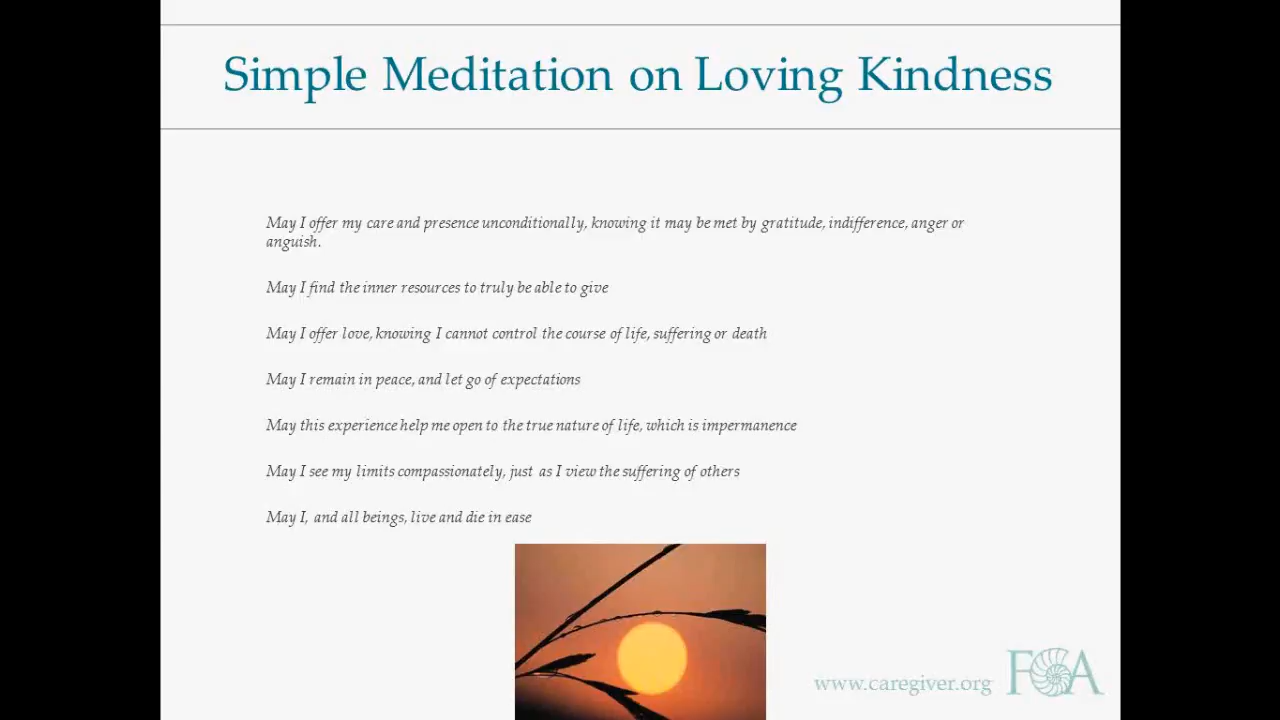 Simple Meditation on Loving Kindness
May I offer my care and presence unconditionally, knowing it may be met by gratitude, indifference, anger or
anguish.
May I find the inner resources to truly be able to give
May I offer love, knowing I cannot control the course of life, suffering or death
May I remain in peace, and let go of expectations
May this experience help me open to the true nature of life, which is impermanence
May I see my limits compassionately, just as I view the suffering of others
May I, and all beings, live and die in ease
www.caregiver.org
FCA